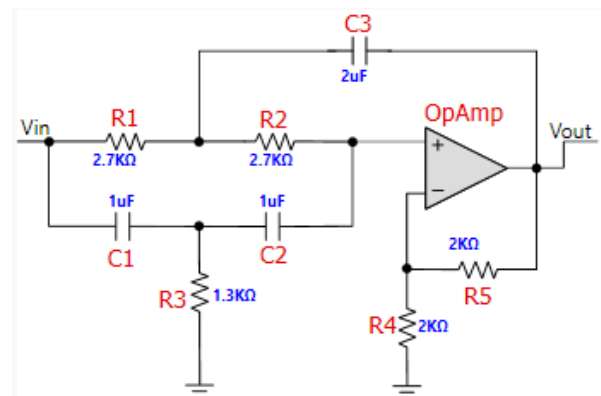 C3
2uF
OpAmp
Vin
R1
R2
Vout
2.7KΩ
2.7KΩ
+
−
1uF
1uF
C1
C2
2KΩ
R5
R3
1.3KΩ
R4
2KΩ